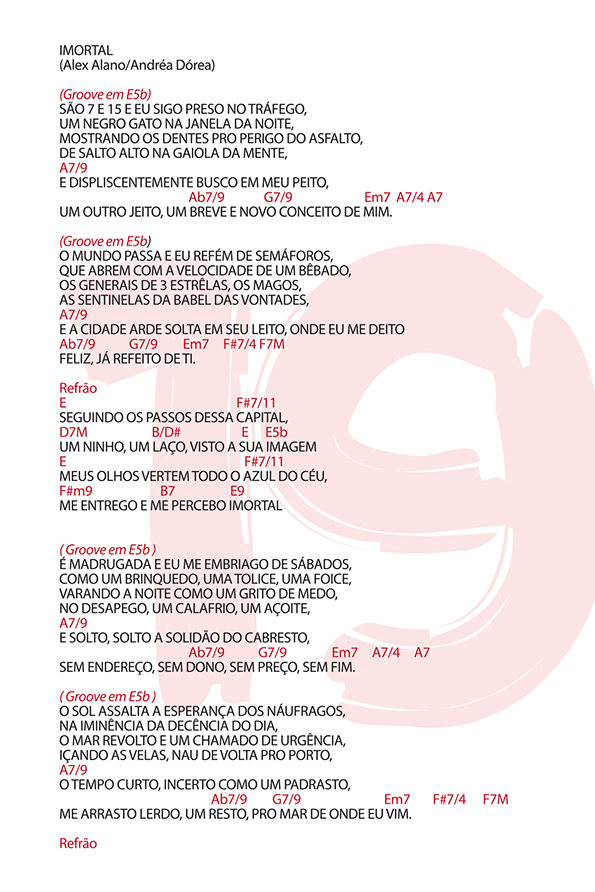 IMORTAL
(Alex Alano/Andréa Dórea)
(Groove em E5b)
SÃO 7 E 15 E EU SIGO PRESO NO TRÁFEGO,
UM NEGRO GATO NA JANELA DA NOITE,
MOSTRANDO OS DENTES PRO PERIGO DO ASFALTO,
DE SALTO ALTO NA GAIOLA DA MENTE,
A7/9
E DISPLISCENTEMENTE BUSCO EM MEU PEITO,
Ab7/9 G7/9 Em7 A7/4 A7
UM OUTRO JEITO, UM BREVE E NOVO CONCEITO DE MIM.
(Groove em E5b)
O MUNDO PASSA E EU REFÉM DE SEMÁFOROS,
QUE ABREM COM A VELOCIDADE DE UM BÊBADO,
OS GENERAIS DE 3 ESTRÊLAS, OS MAGOS,
AS SENTINELAS DA BABEL DAS VONTADES,
A7/9
E A CIDADE ARDE SOLTA EM SEU LEITO, ONDE EU ME DEITO
Ab7/9 G7/9 Em7 F#7/4 F7M
FELIZ, JÁ REFEITO DE TI.
Refrão
E F#7/11
SEGUINDO OS PASSOS DESSA CAPITAL,
D7M B/D# E E5b
UM NINHO, UM LAÇO, VISTO A SUA IMAGEM
E F#7/11
MEUS OLHOS VERTEM TODO O AZUL DO CÉU,
F#m9 B7 E9
ME ENTREGO E ME PERCEBO IMORTAL
( Groove em E5b )
É MADRUGADA E EU ME EMBRIAGO DE SÁBADOS,
COMO UM BRINQUEDO, UMA TOLICE, UMA FOICE,
VARANDO A NOITE COMO UM GRITO DE MEDO,
NO DESAPEGO, UM CALAFRIO, UM AÇOITE,
A7/9
E SOLTO, SOLTO A SOLIDÃO DO CABRESTO,
Ab7/9 G7/9 Em7 A7/4 A7
SEM ENDEREÇO, SEM DONO, SEM PREÇO, SEM FIM.
( Groove em E5b )
O SOL ASSALTA A ESPERANÇA DOS NÁUFRAGOS,
NA IMINÊNCIA DA DECÊNCIA DO DIA,
O MAR REVOLTO E UM CHAMADO DE URGÊNCIA,
IÇANDO AS VELAS, NAU DE VOLTA PRO PORTO,
A7/9
O TEMPO CURTO, INCERTO COMO UM PADRASTO,
Ab7/9 G7/9 Em7 F#7/4 F7M
ME ARRASTO LERDO, UM RESTO, PRO MAR DE ONDE EU VIM.
Refrão
19